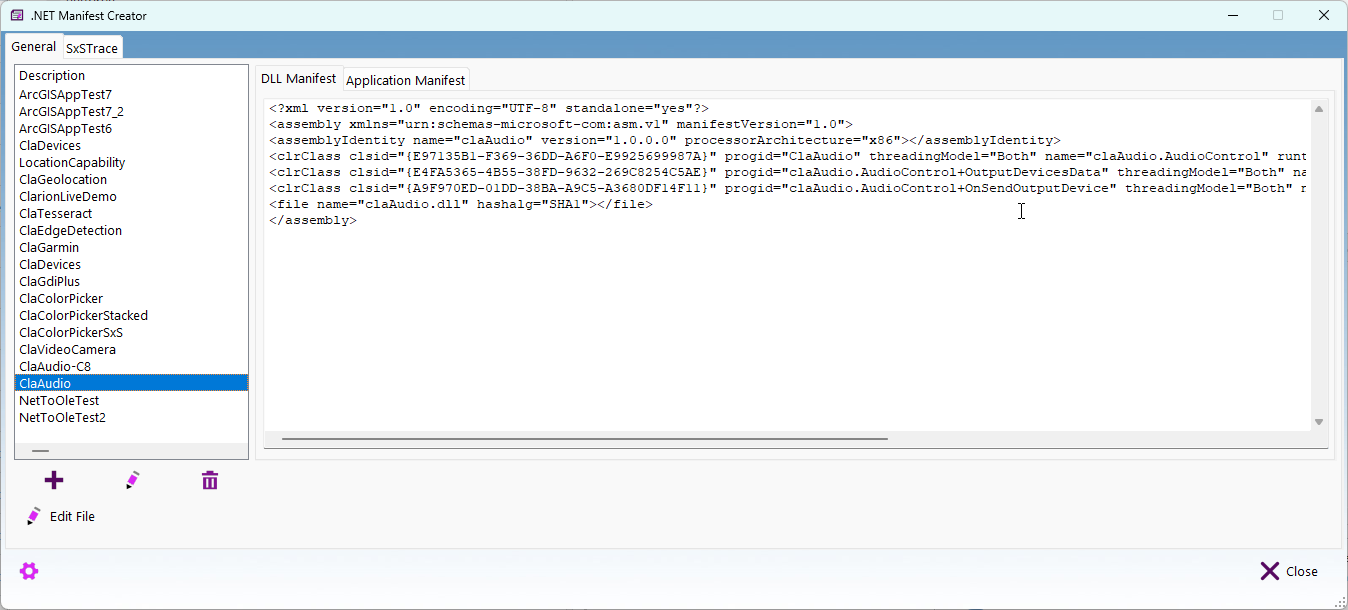 .NET Manifest Creator
General
SxSTrace
Description
ArcGISAppTest7
ArcGISAppTest7_2
ArcGISAppTest6
ClaDevices
LocationCapability
ClaGeolocation
ClarionLiveDemo
ClaTesseract
ClaEdgeDetection
ClaGarmin
ClaDevices
ClaGdiPlus
ClaColorPicker
ClaColorPickerStacked
ClaColorPickerSxS
ClaVideoCamera
ClaAudio-C8
ClaAudio
NetToOleTest
NetToOleTest2
Edit File
DLL Manifest
Application Manifest
<?xml version="1.0" encoding="UTF-8" standalone="yes"?>
<assembly xmlns="urn:schemas-microsoft-com:asm.v1" manifestVersion="1.0">
<assemblyIdentity name="claAudio" version="1.0.0.0" processorArchitecture="x86"></assemblyIdentity>
<clrClass clsid="{E97135B1-F369-36DD-A6F0-E9925699987A}" progid="ClaAudio" threadingModel="Both" name="claAudio.AudioControl" runt
<clrClass clsid="{E4FA5365-4B55-38FD-9632-269C8254C5AE}" progid="claAudio.AudioControl+OutputDevicesData" threadingModel="Both" na
<clrClass clsid="{A9F970ED-01DD-38BA-A9C5-A3680DF14F11}" progid="claAudio.AudioControl+OnSendOutputDevice" threadingModel="Both" n
<file name="claAudio.dll" hashalg="SHA1"></file>
</assembly>
Close